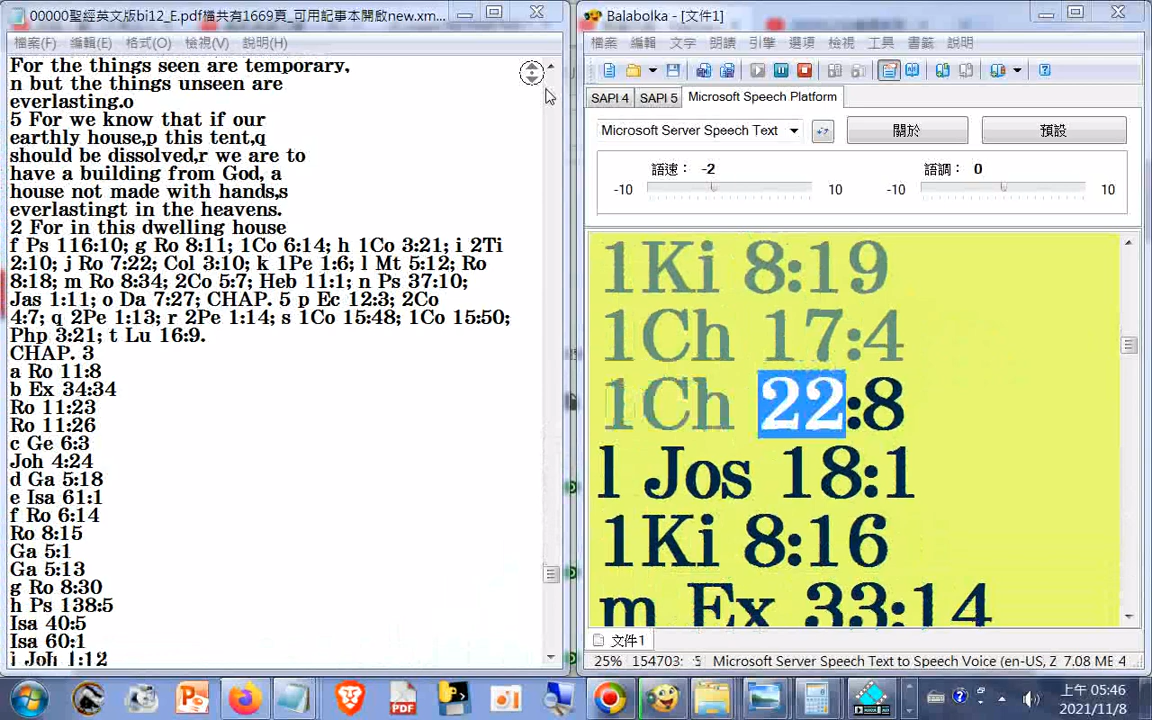 00000聖經英文版bi12_E.pdf檔共有1669頁_可用記事本開啟new.xm...
檔案(F) 編輯(E) 格式(O) 檢視(V) 說明(H)
For the things seen are temporary,
n but the things unseen are
everlasting.o
5 For we know that if our
earthly house,p this tent,q
should be dissolved,r we are to
have a building from God, a
house not made with hands,s
everlastingt in the heavens.
2 For in this dwelling house
f Ps 116:10; g Ro 8:11; 1Co 6:14; h 1Co 3:21; i 2Ti
2:10; j Ro 7:22; Col 3:10; k 1Pe 1:6; l Mt 5:12; Ro
8:18; m Ro 8:34; 2Co 5:7; Heb 11:1; n Ps 37:10;
Jas 1:11; o Da 7:27; CHAP. 5 p Ec 12:3; 2Co
4:7; q 2Pe 1:13; r 2Pe 1:14; s 1Co 15:48; 1Co 15:50;
Php 3:21; t Lu 16:9.
CHAP. 3
a Ro 11:8
b Ex 34:34
Ro 11:23
Ro 11:26
c Ge 6:3
Joh 4:24
d Ga 5:18
e Isa 61:1
f Ro 6:14
Ro 8:15
Ga 5:1
Ga 5:13
g Ro 8:30
h Ps 138:5
Isa 40:5
Isa 60:1
i Joh 1:12
Balabolka - [文件1]
檔案 編輯 文字 朗讀 引擎 選項 檢視 工具 書籤 說明
SAPI 4 SAPI 5 Microsoft Speech Platform
Microsoft Server Speech Text 關於 預設
語速: -2 語調: 0
-10 10 -10 10
1Ki 8:19
1Ch 17:4
1Ch 22:8
l Jos 18:1
1Ki 8:16
m Ex 33:14
文件1
25% 154703: Microsoft Server Speech Text to Speech Voice (en-US, Z 7.08 MB 4
PDF
上午 05:46
2021/11/8